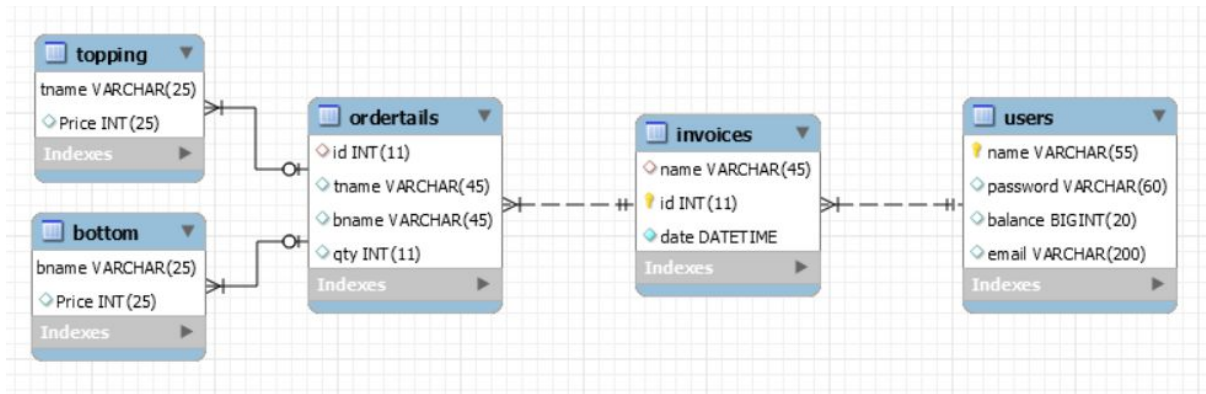 topping
tname VARCHAR(25)
Price INT(25)
Indexes
bottom
bname VARCHAR(25)
Price INT(25)
Indexes
ordertails
id INT(11)
tname VARCHAR(45)
bname VARCHAR(45)
qty INT(11)
Indexes
invoices
name VARCHAR(45)
id INT(11)
date DATETIME
Indexes
users
name VARCHAR(55)
password VARCHAR(60)
balance BIGINT(20)
email VARCHAR(200)
Indexes